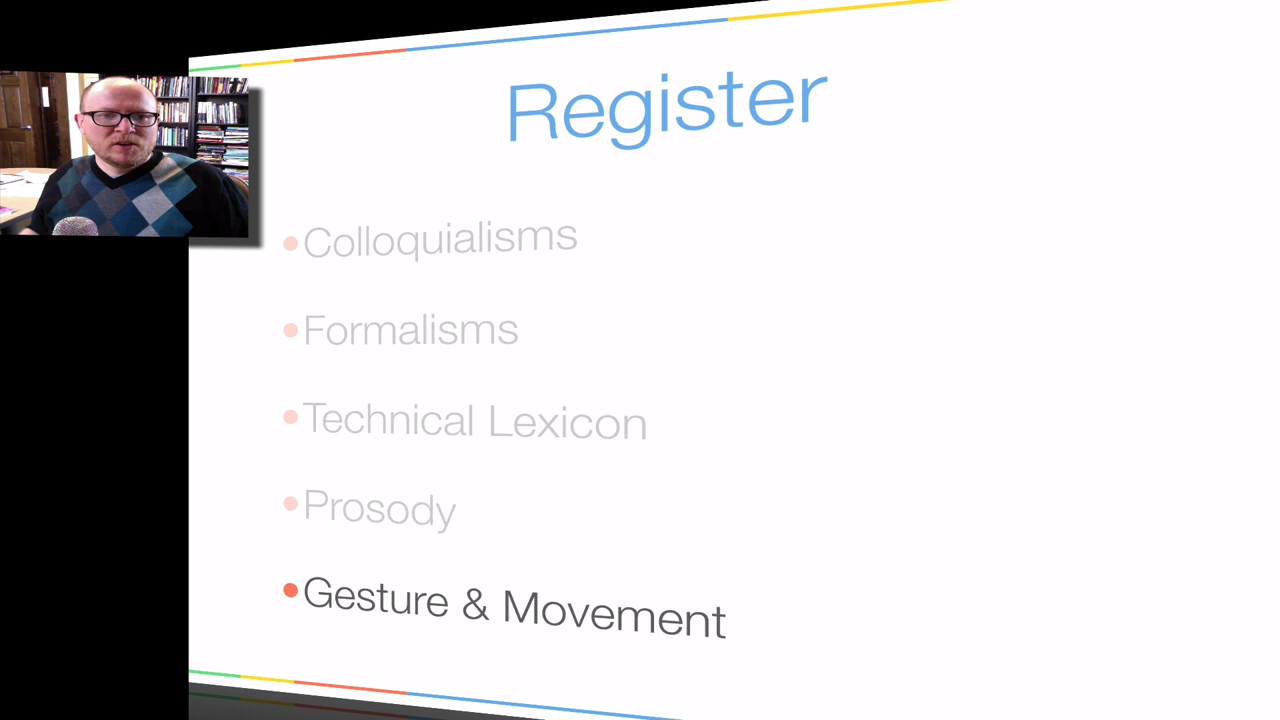 Register
Colloquialisms
Formalisms
Technical Lexicon
Prosody
Gesture & Movement